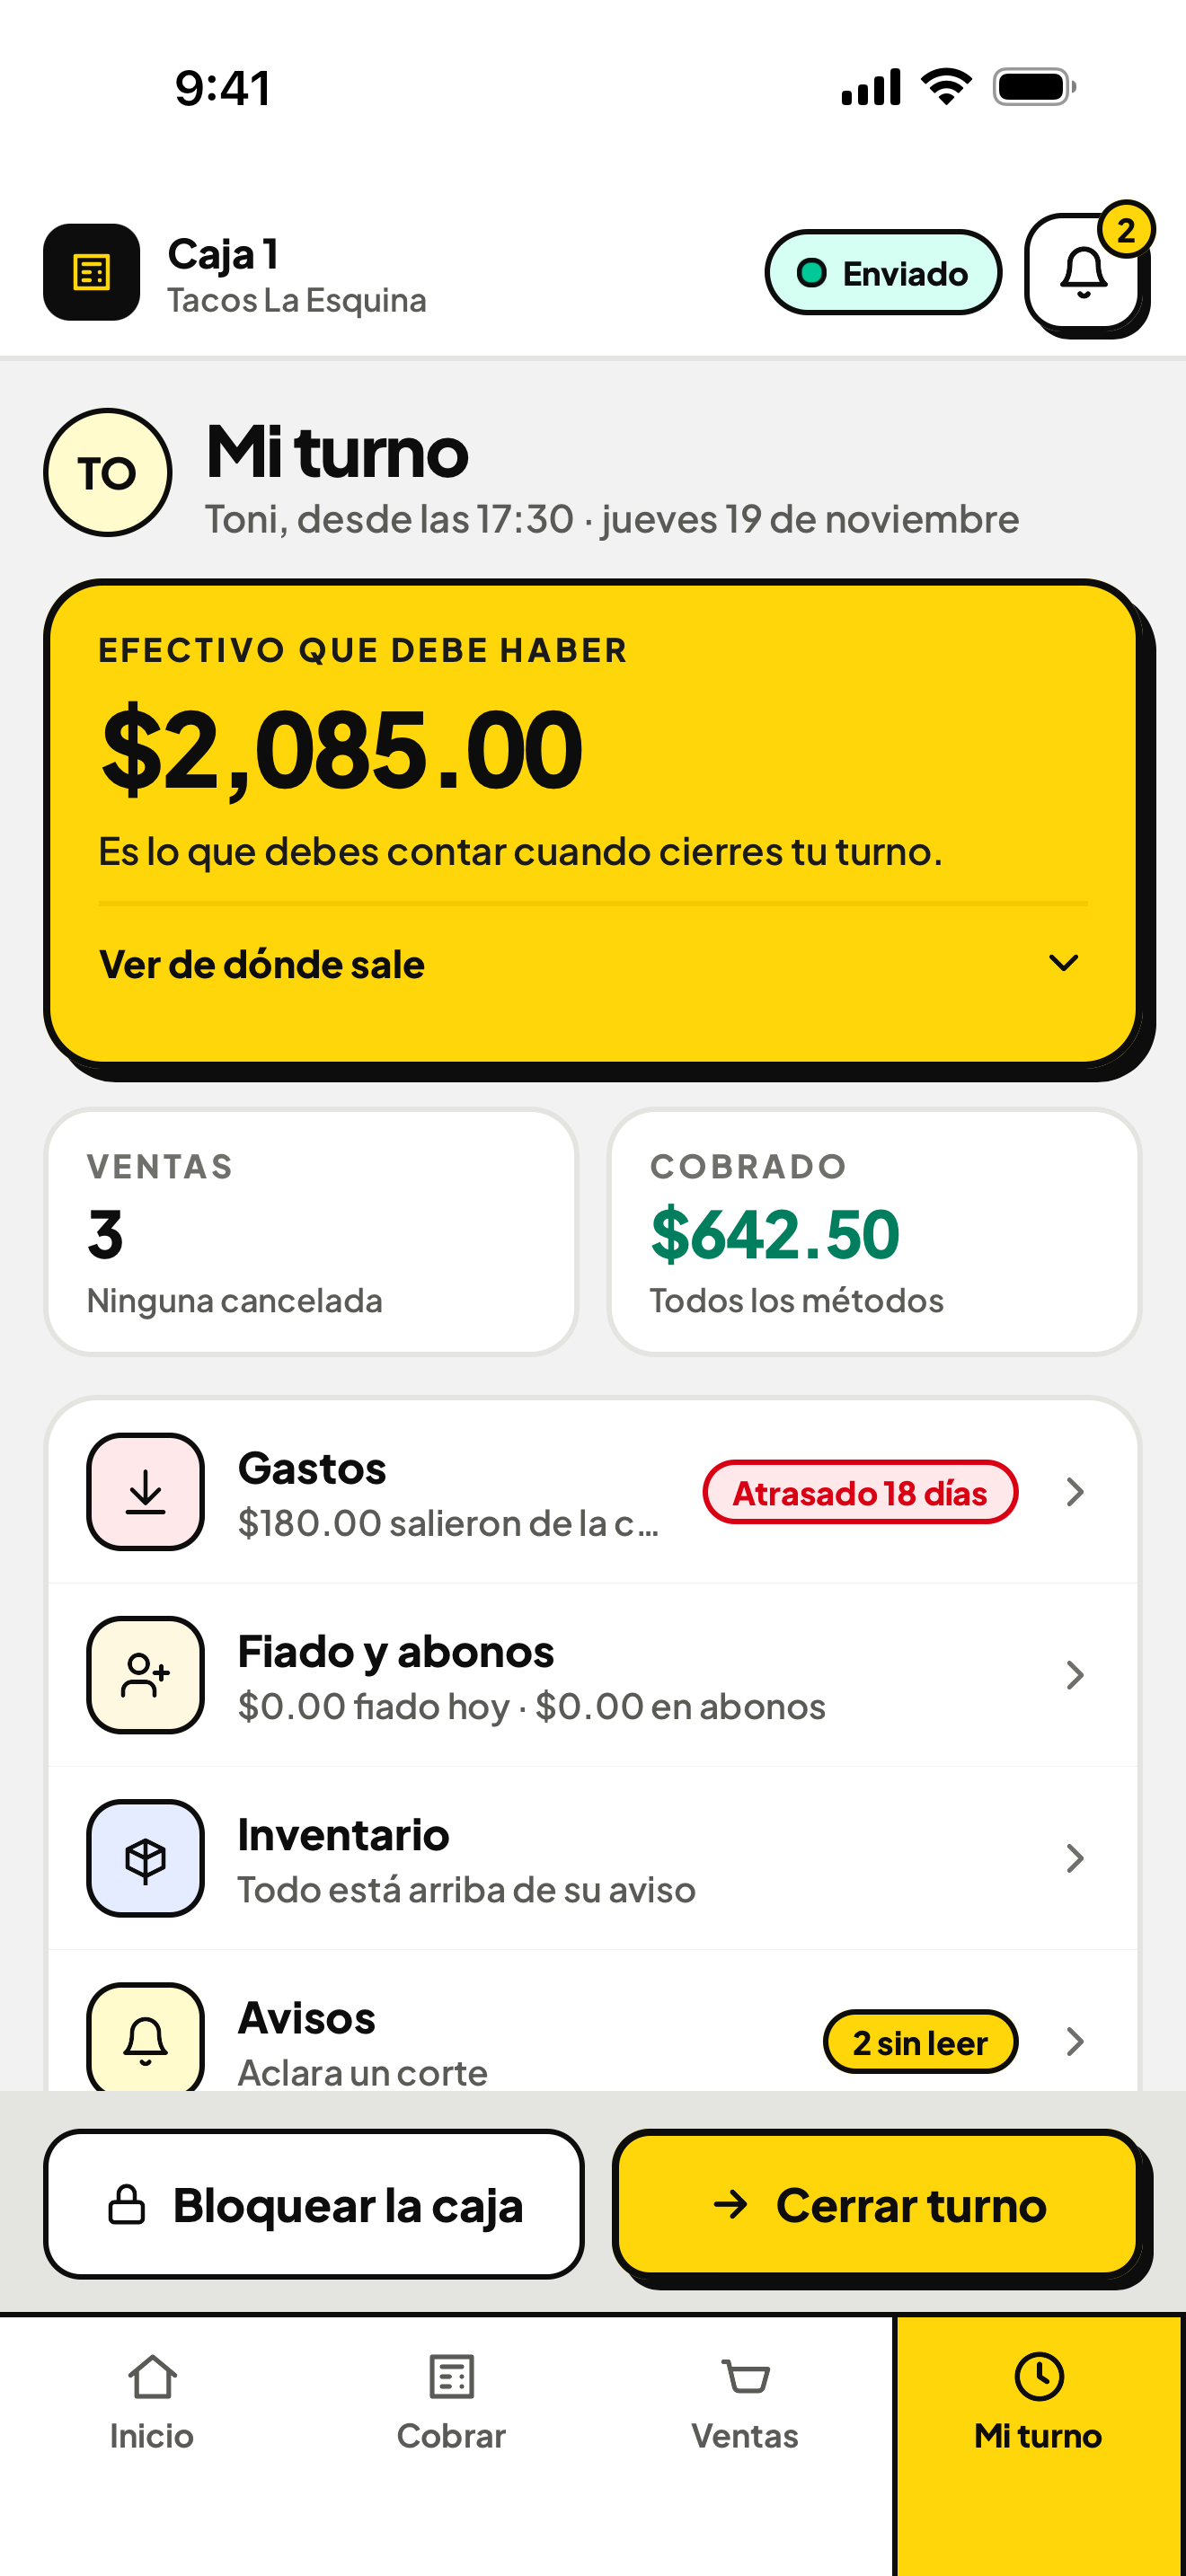 9:41
Caja 1
Tacos La Esquina
Enviado
2
TO
Mi turno
Toni, desde las 17:30 · jueves 19 de noviembre
EFECTIVO QUE DEBE HABER
$2,085.00
Es lo que debes contar cuando cierres tu turno.
Ver de dónde sale
VENTAS
3
Ninguna cancelada
COBRADO
$642.50
Todos los métodos
Gastos
$180.00 salieron de la c...
Atrasado 18 días
Fiado y abonos
$0.00 fiado hoy · $0.00 en abonos
Inventario
Todo está arriba de su aviso
Avisos
Aclara un corte
2 sin leer
Bloquear la caja
Cerrar turno
Inicio
Cobrar
Ventas
Mi turno